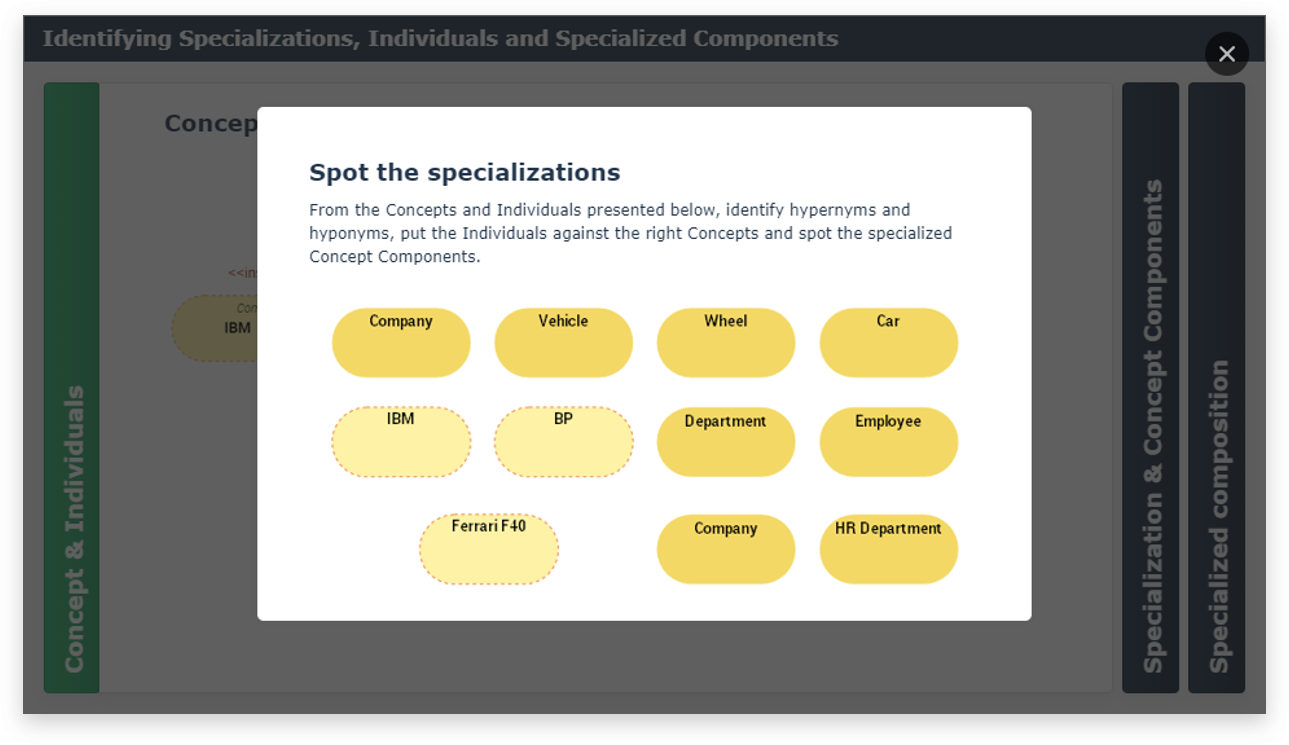 Identifying Specializations, Individuals and Specialized Components
Concep
Spot the specializations
From the Concepts and Individuals presented below, identify hypernyms and
hyponyms, put the Individuals against the right Concepts and spot the specialized
Concept Components.
<<in
Con
IBM
Company
Vehicle
Wheel
Car
IBM
BP
Department
Employee
Ferrari F40
Company
HR Department
Concept & Individuals
Specialization & Concept Components
Specialized composition